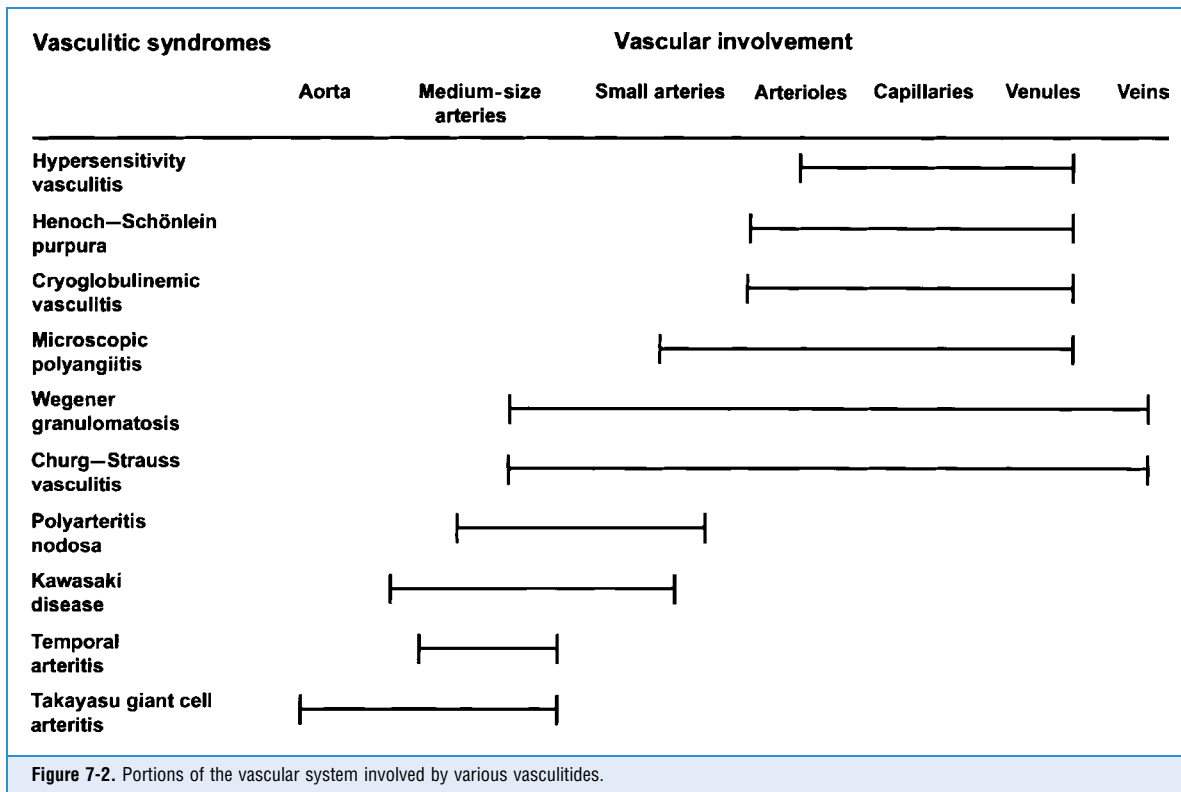 Vasculitic syndromes Vascular involvement
Aorta Medium-size arteries Small arteries Arterioles Capillaries Venules Veins
Hypersensitivity
vasculitis
Henoch–Schönlein
purpura
Cryoglobulinemic
vasculitis
Microscopic
polyangiitis
Wegener
granulomatosis
Churg–Strauss
vasculitis
Polyarteritis
nodosa
Kawasaki
disease
Temporal
arteritis
Takayasu giant cell
arteritis
Figure 7-2. Portions of the vascular system involved by various vasculitides.